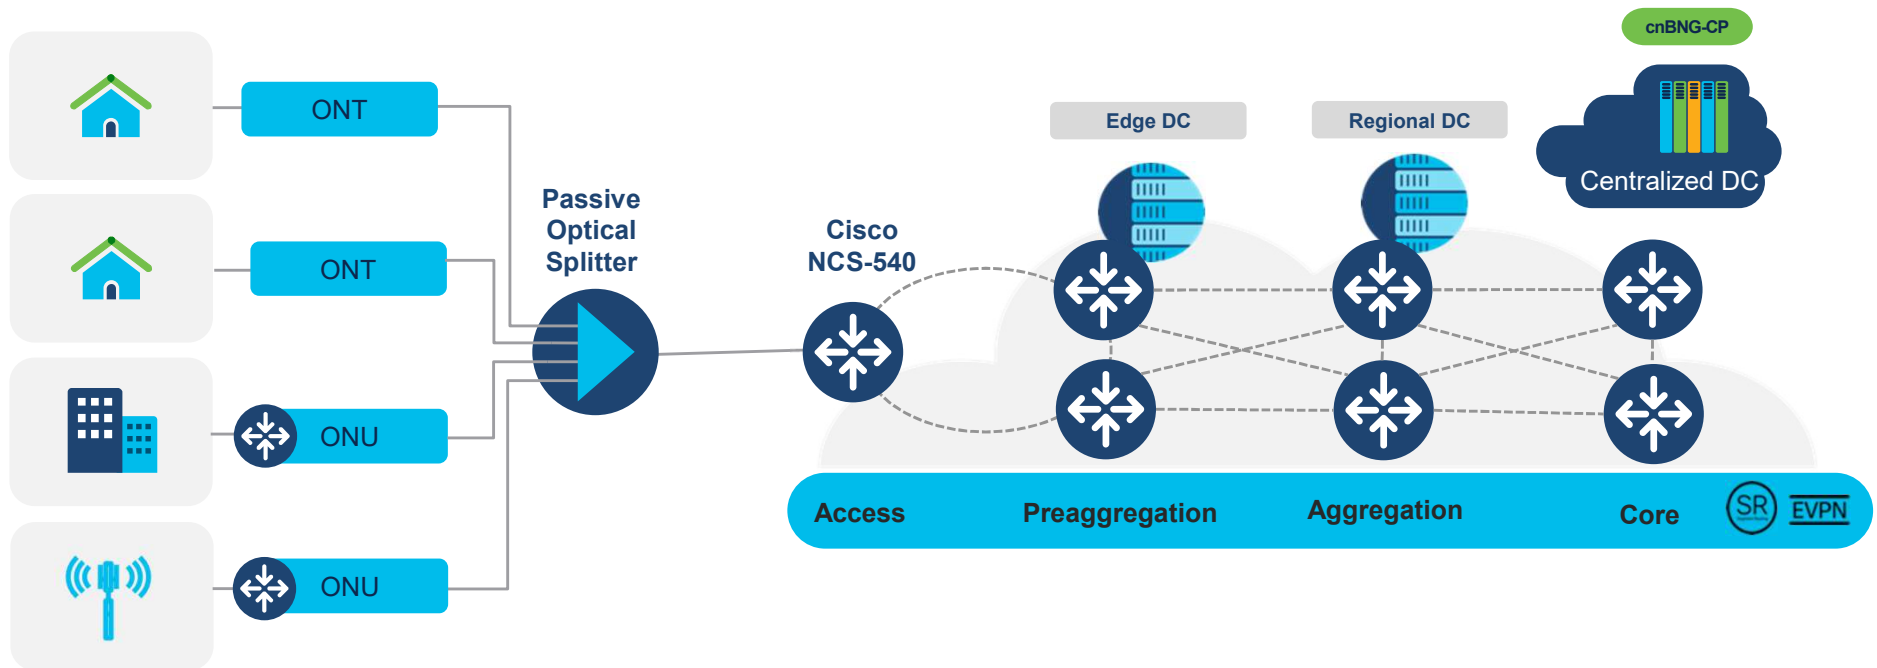 cnBNG-CP
ONT
Edge DC
Regional DC
Centralized DC
Passive
Optical
Splitter
Cisco
NCS-540
ONT
ONU
ONU
Access
Preaggregation
Aggregation
Core
SR
EVPN